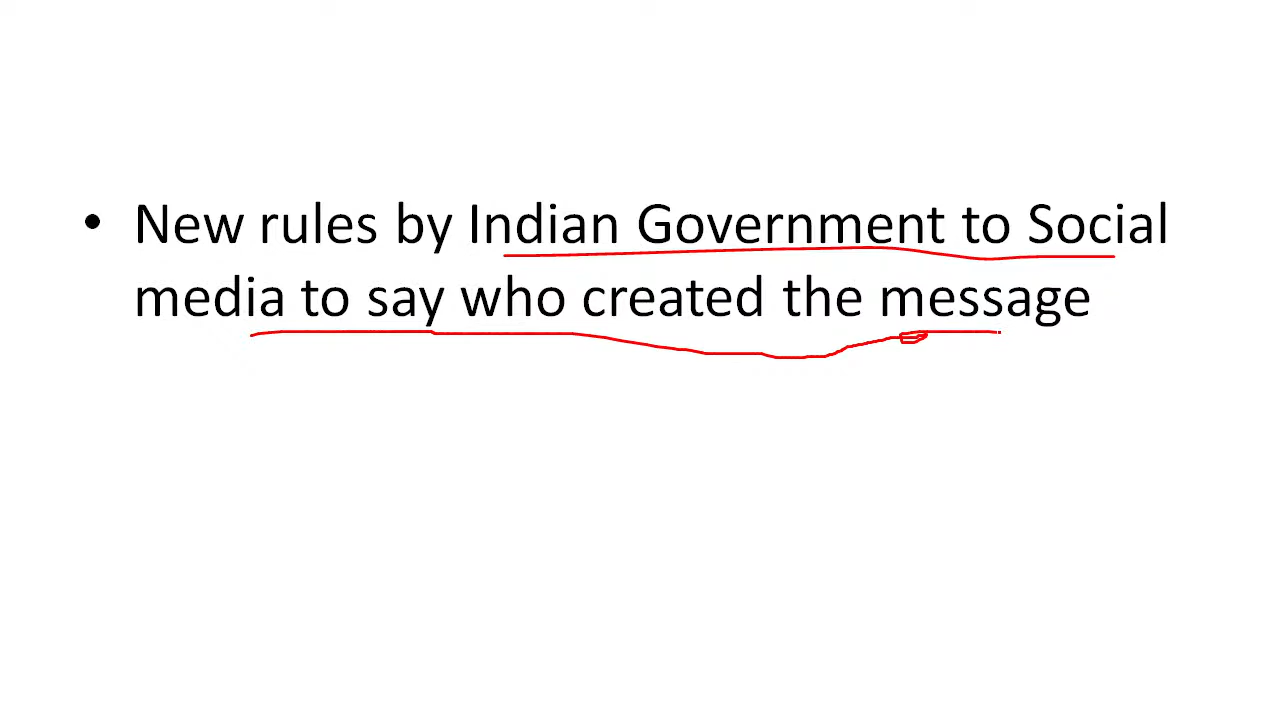 • New rules by Indian Government to Social
media to say who created the message